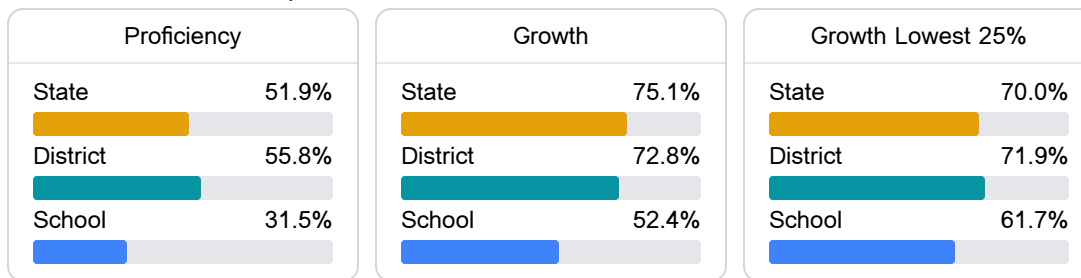 Proficiency
State 51.9%
District 55.8%
School 31.5%
Growth
State 75.1%
District 72.8%
School 52.4%
Growth Lowest 25%
State 70.0%
District 71.9%
School 61.7%